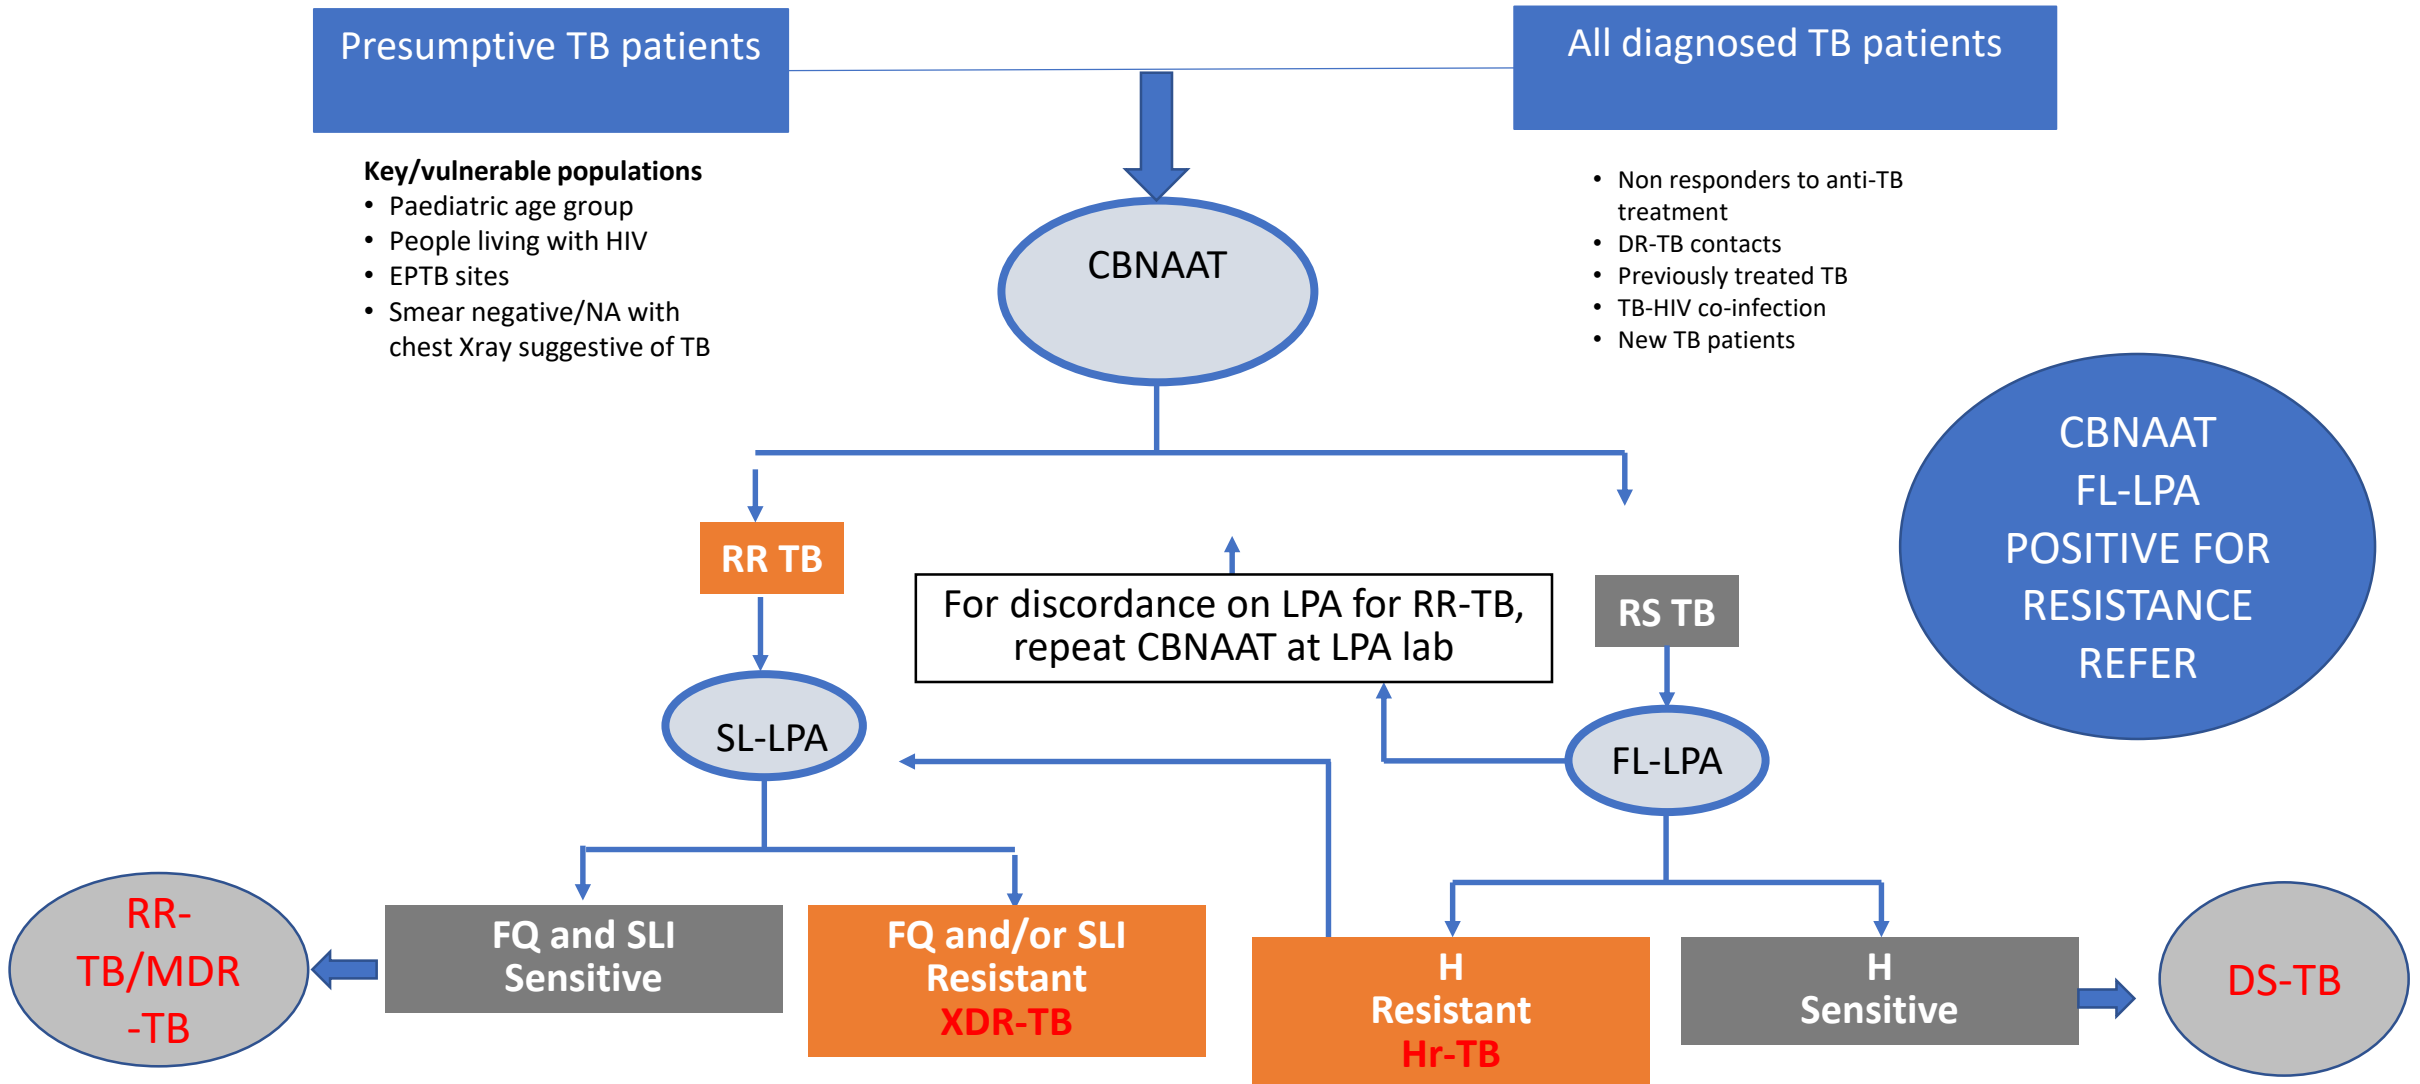 Presumptive TB patients
All diagnosed TB patients
Key/vulnerable populations
• Paediatric age group
• People living with HIV
• EPTB sites
• Smear negative/NA with
chest Xray suggestive of TB
CBNAAT
• Non responders to anti-TB
treatment
• DR-TB contacts
• Previously treated TB
• TB-HIV co-infection
• New TB patients
CBNAAT
FL-LPA
POSITIVE FOR
RESISTANCE
REFER
RR TB
For discordance on LPA for RR-TB,
repeat CBNAAT at LPA lab
RS TB
SL-LPA
FL-LPA
RR-
TB/MDR
-TB
FQ and SLI
Sensitive
FQ and/or SLI
Resistant
XDR-TB
H
Resistant
Hr-TB
H
Sensitive
DS-TB